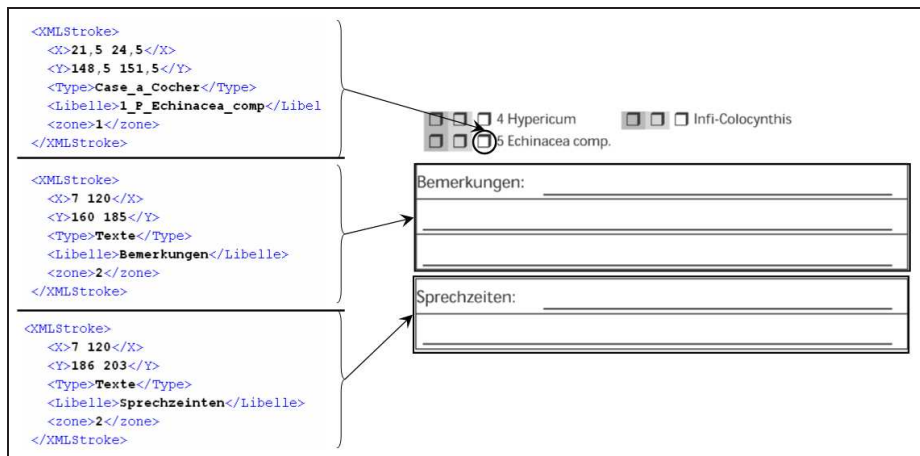 <XMLStroke>
<X>21,5 24,5</X>
<Y>148,5 151,5</Y>
<Type>Case_a_Cocher</Type>
<Libelle>1_P_Echinacea_comp</Libel
<zone>1</zone>
</XMLStroke>
<XMLStroke>
<X>7 120</X>
<Y>160 185</Y>
<Type>Texte</Type>
<Libelle>Bemerkungen</Libelle>
<zone>2</zone>
</XMLStroke>
<XMLStroke>
<X>7 120</X>
<Y>186 203</Y>
<Type>Texte</Type>
<Libelle>Sprechzeinten</Libelle>
<zone>2</zone>
</XMLStroke>
4 Hypericum Infi-Colocynthis
5 Echinacea comp.
Bemerkungen:
Sprechzeiten: